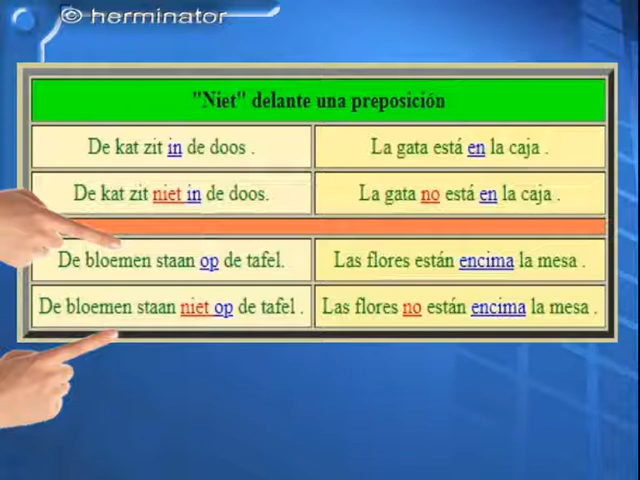 © herminator
"Niet" delante una preposición
De kat zit in de doos .
La gata está en la caja .
De kat zit niet in de doos.
La gata no está en la caja .
De bloemen staan op de tafel.
Las flores están encima la mesa .
De bloemen staan niet op de tafel .
Las flores no están encima la mesa .